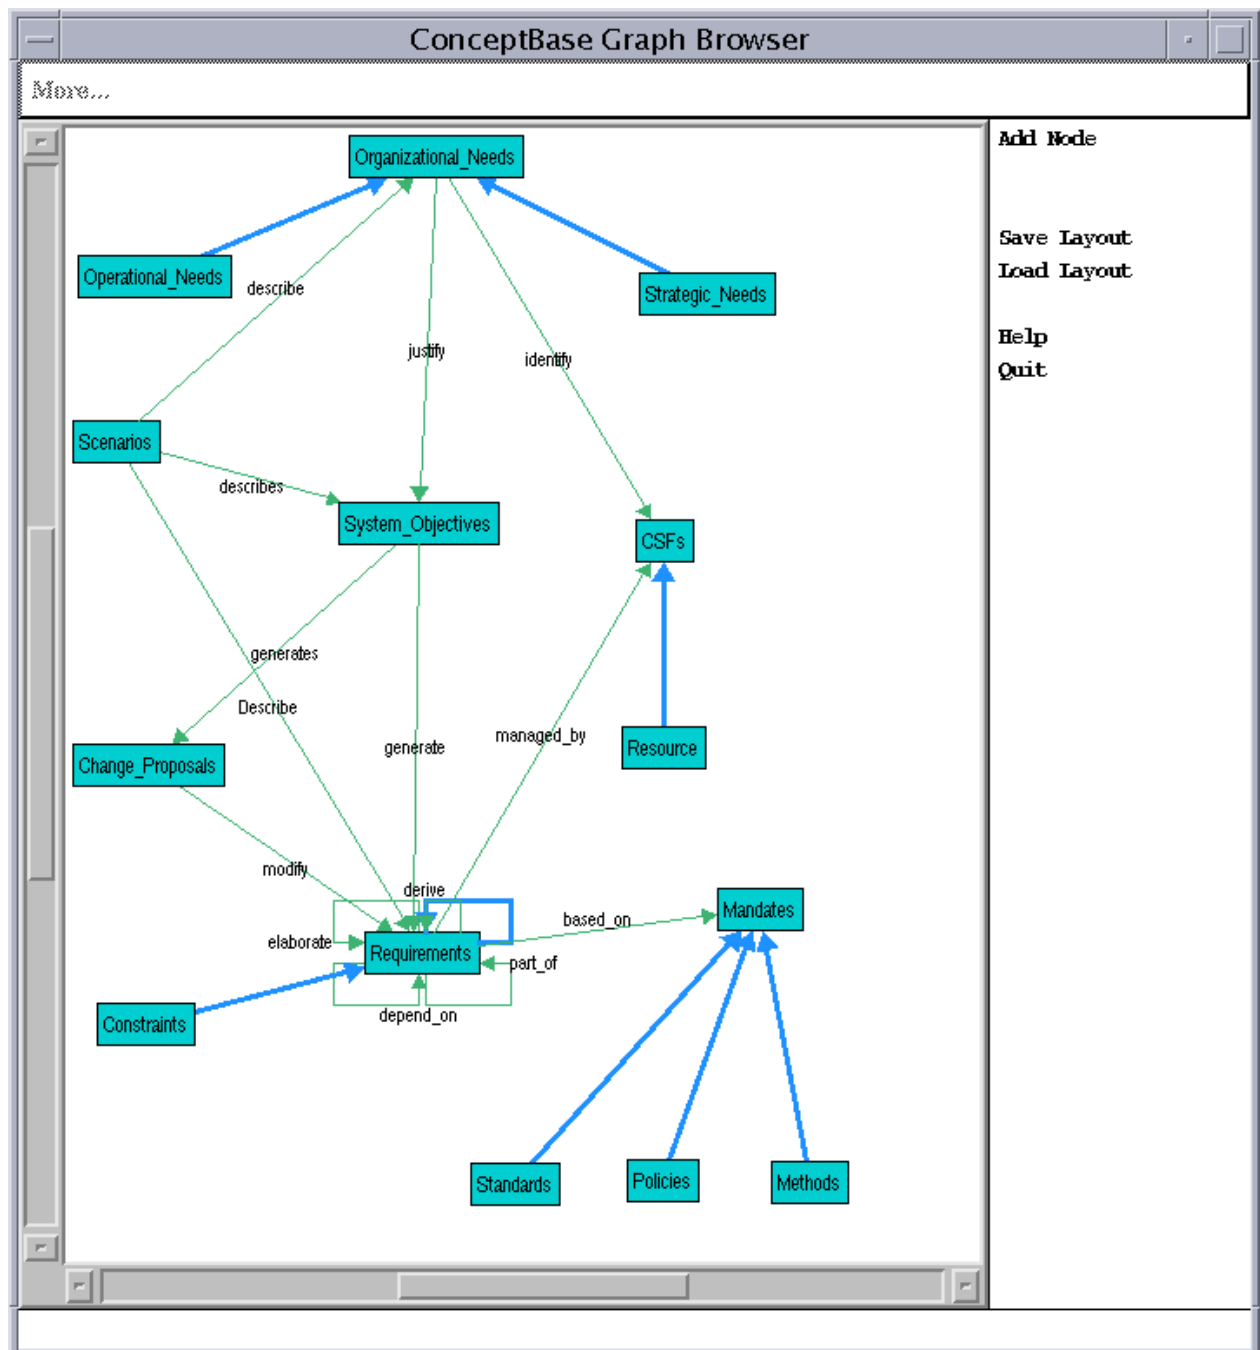 ConceptBase Graph Browser
More...
Add Node
Save Layout
Load Layout
Help
Quit
Organizational_Needs
Operational_Needs
describe
Strategic_Needs
justify
identify
Scenarios
describes
System_Objectives
CSFs
generates
Describe
generate
managed_by
Resource
Change_Proposals
modify
derive
Mandates
based_on
elaborate
Requirements
part_of
Constraints
depend_on
Standards
Policies
Methods